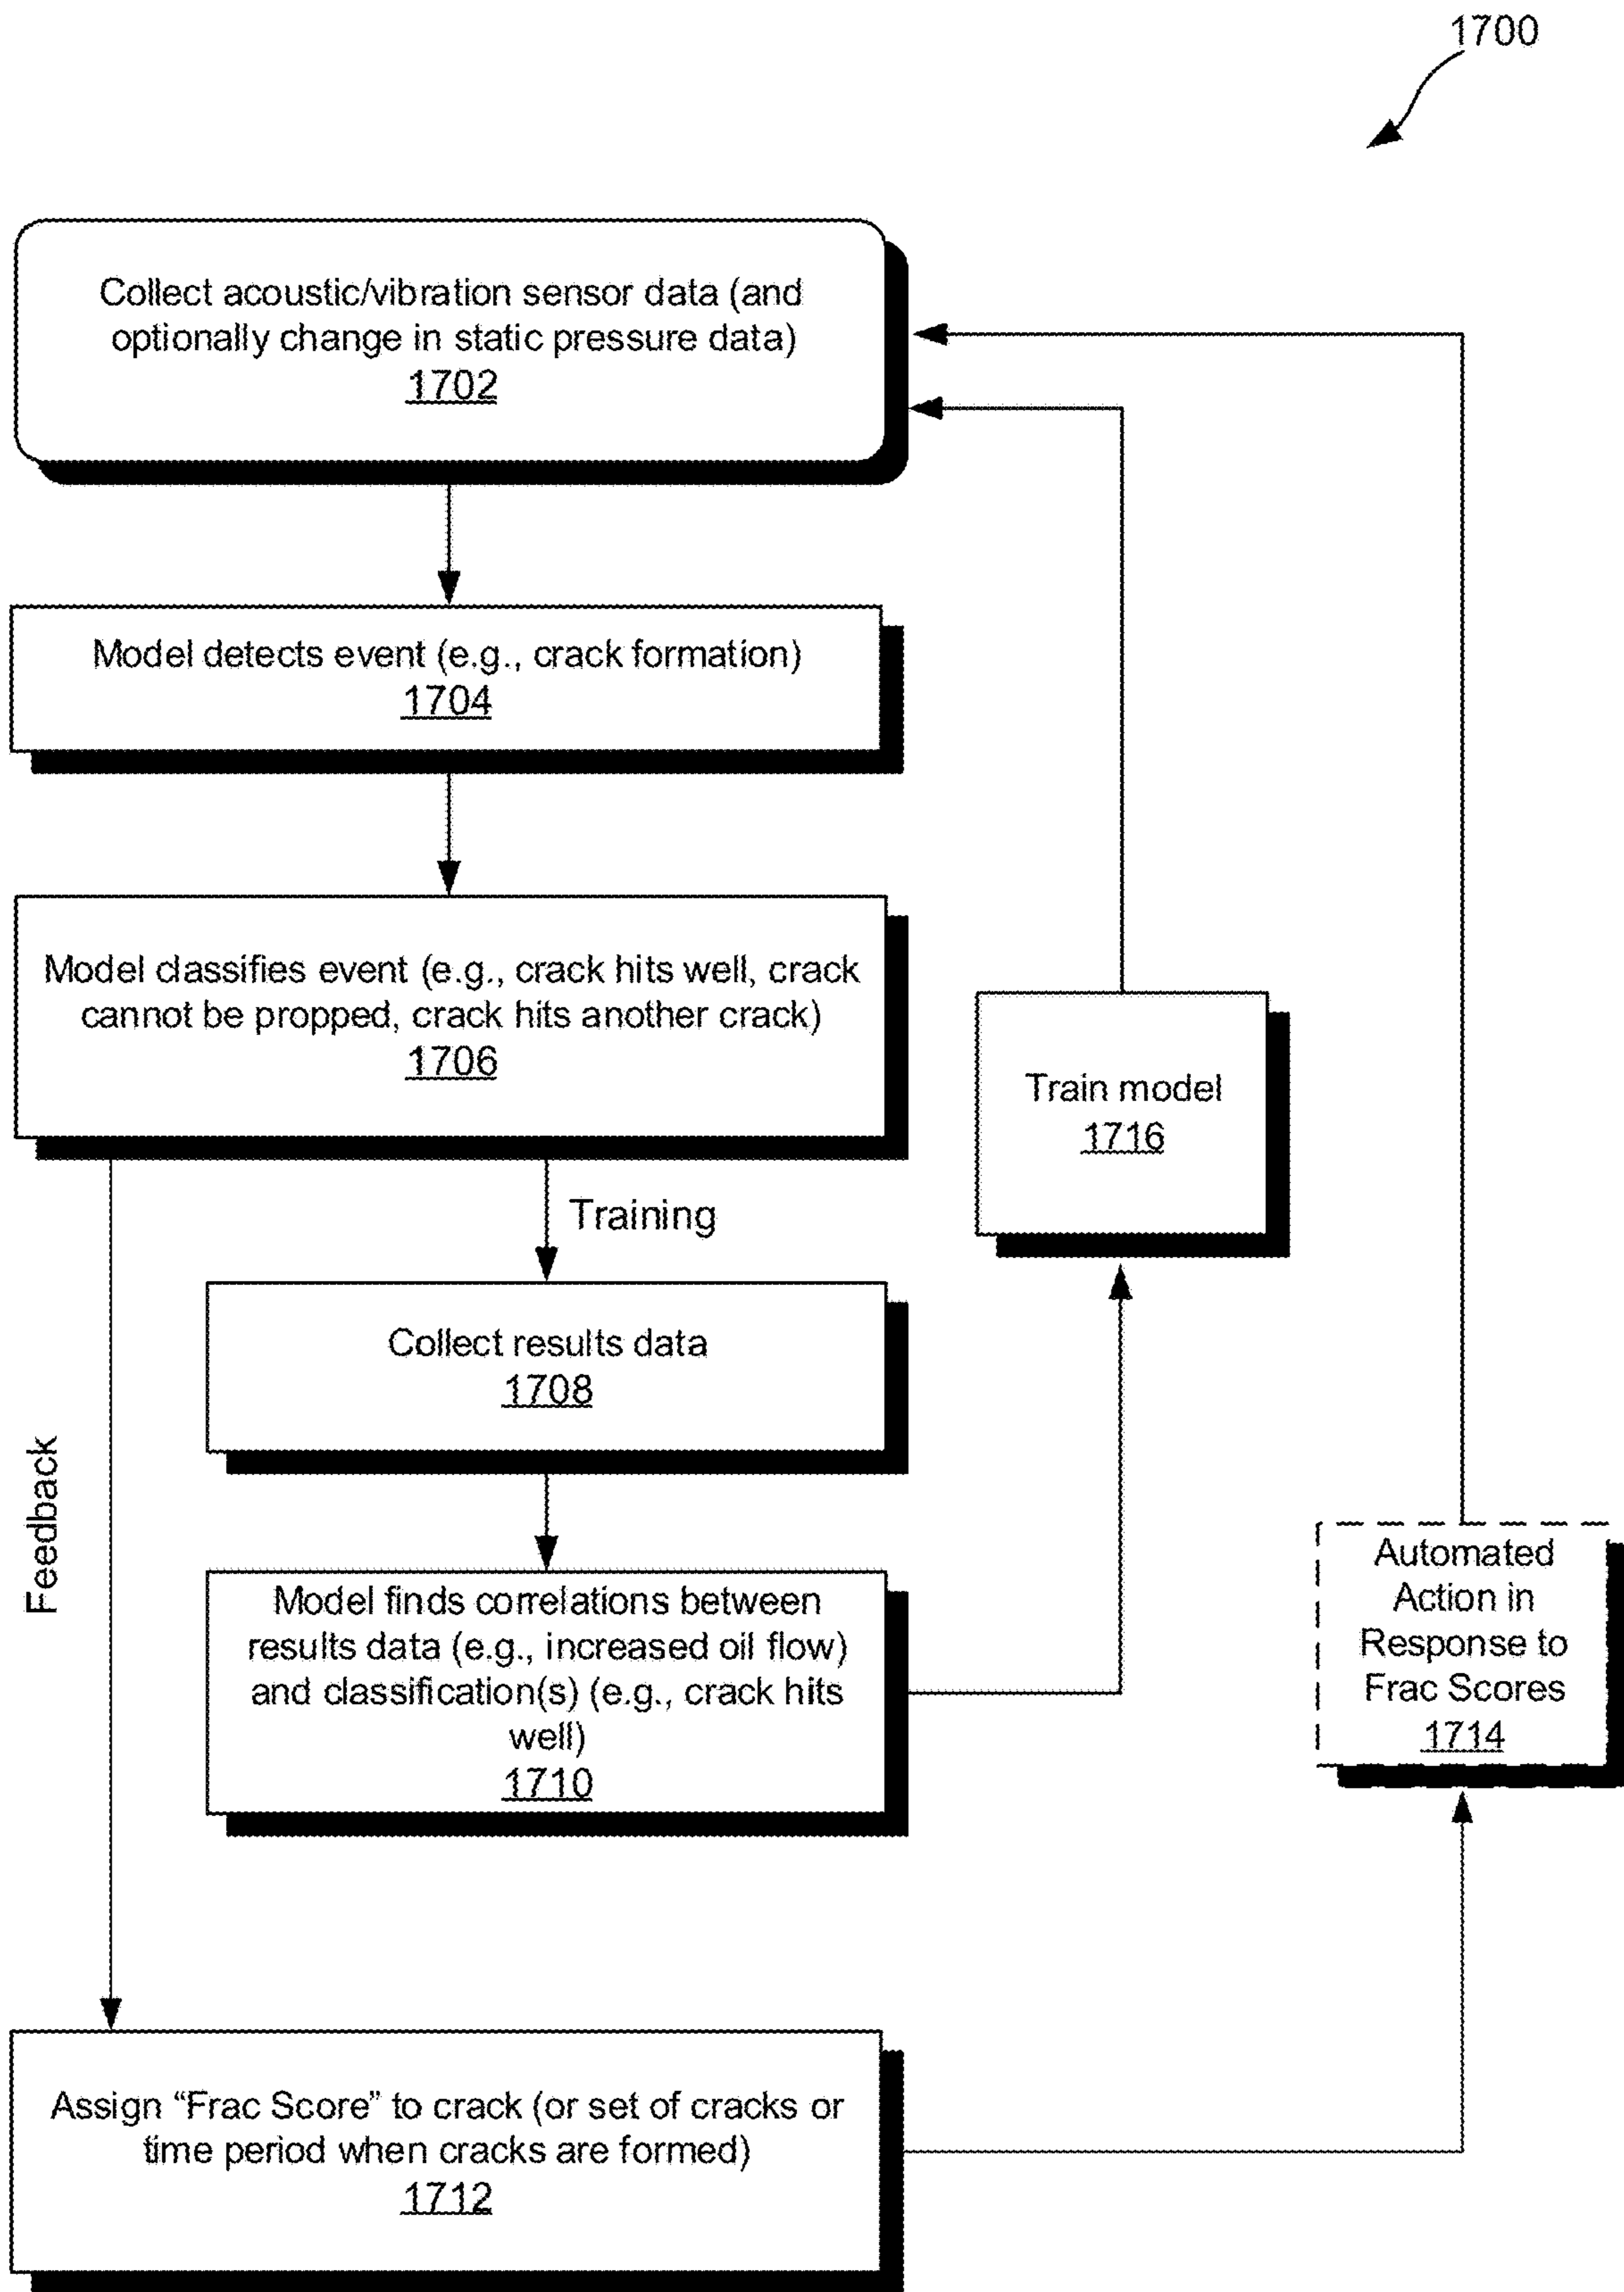 1700
Collect acoustic/vibration sensor data (and
optionally change in static pressure data)
1702
Model detects event (e.g., crack formation)
1704
Model classifies event (e.g., crack hits well, crack
cannot be propped, crack hits another crack)
1706
Train model
1716
Training
Collect results data
1708
Feedback
Model finds correlations between
results data (e.g., increased oil flow)
and classification(s) (e.g., crack hits
well)
1710
Automated
Action in
Response to
Frac Scores
1714
Assign “Frac Score” to crack (or set of cracks or
time period when cracks are formed)
1712